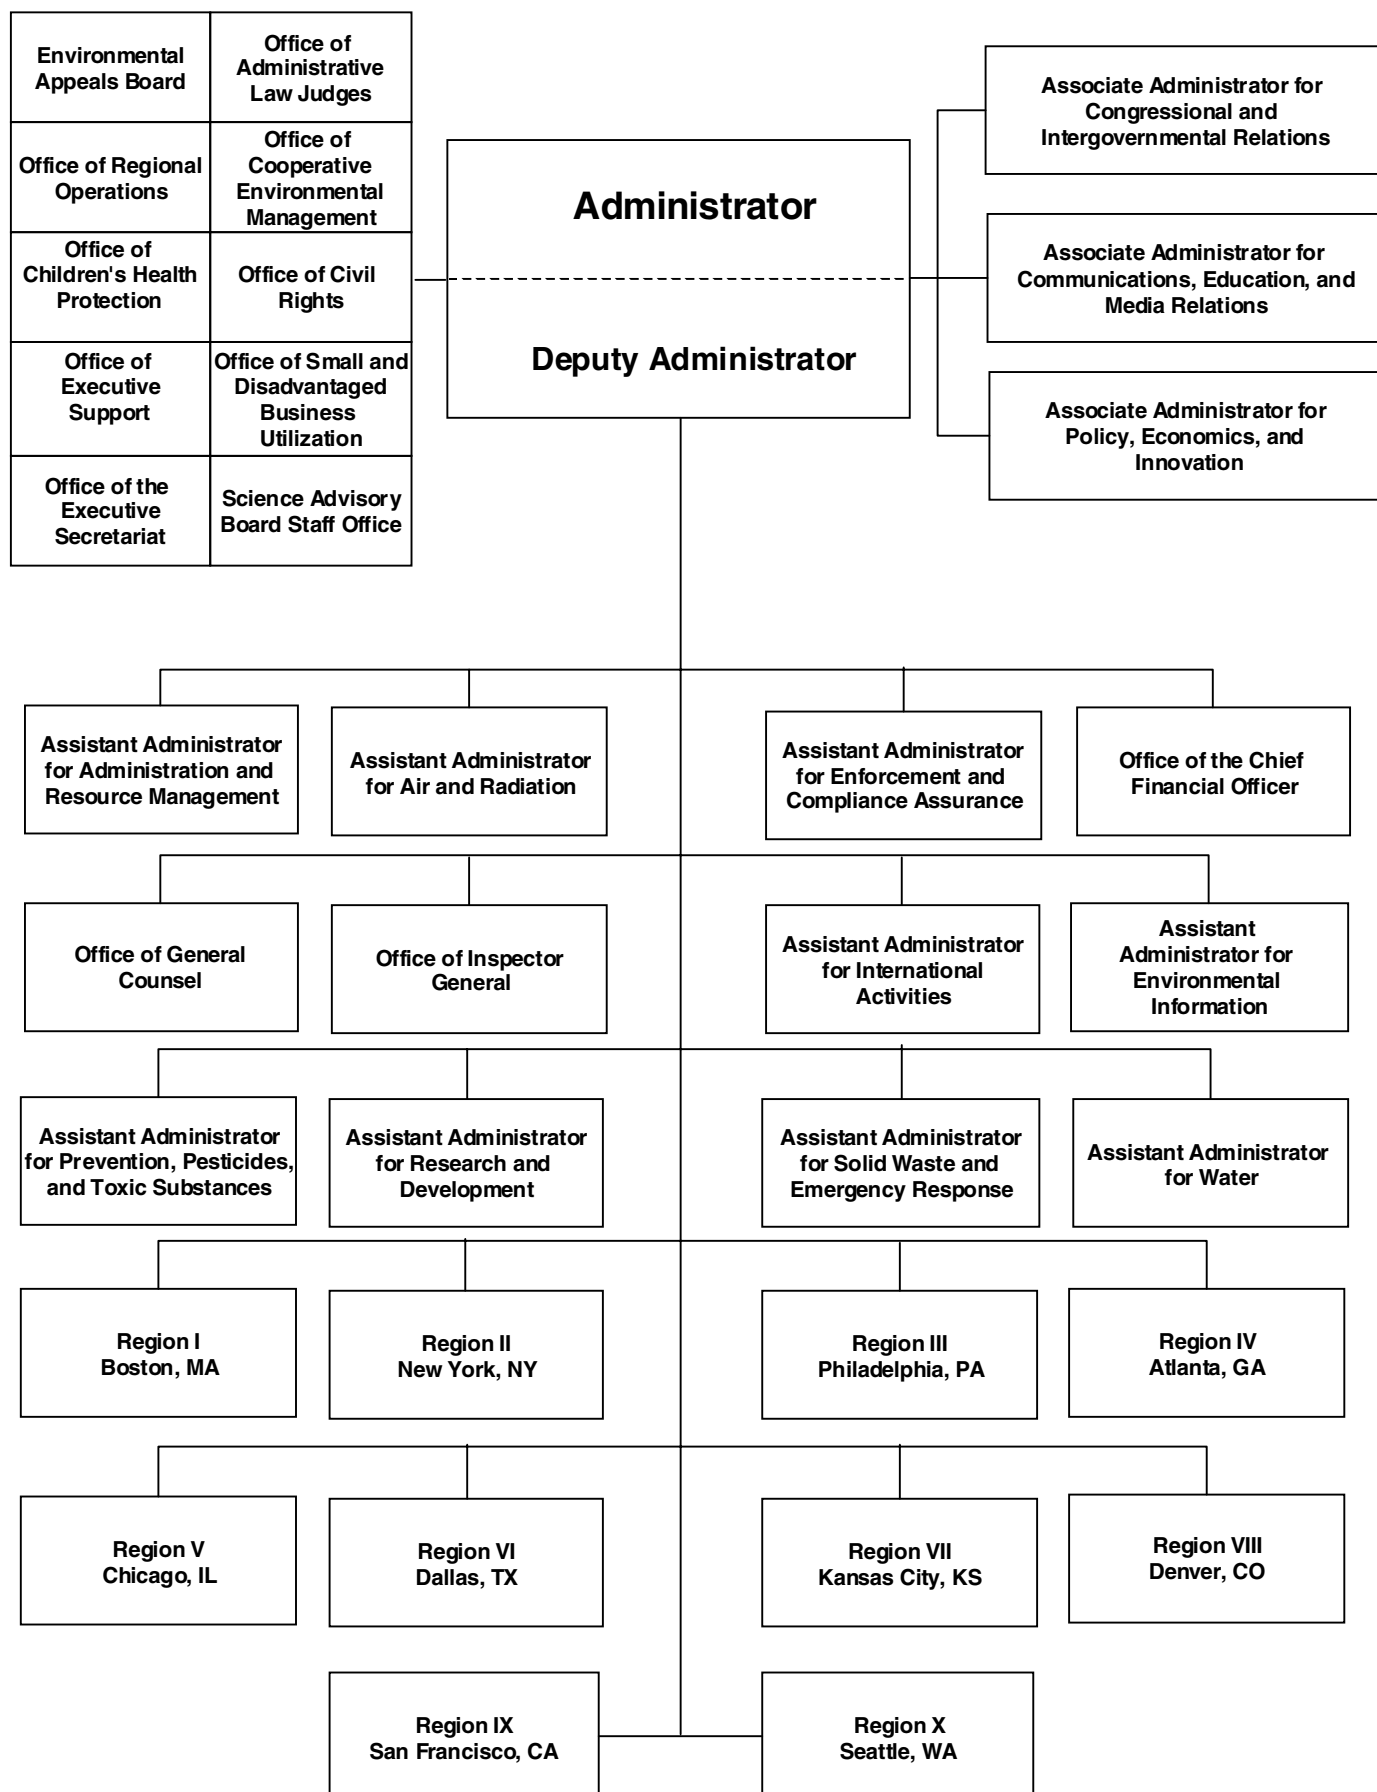 Environmental
Appeals Board
Office of
Administrative
Law Judges
Office of Regional
Operations
Office of
Cooperative
Environmental
Management
Office of
Children's Health
Protection
Office of Civil
Rights
Office of
Executive
Support
Office of Small and
Disadvantaged
Business
Utilization
Office of the
Executive
Secretariat
Science Advisory
Board Staff Office
Administrator
Deputy Administrator
Associate Administrator for
Congressional and
Intergovernmental Relations
Associate Administrator for
Communications, Education, and
Media Relations
Associate Administrator for
Policy, Economics, and
Innovation
Assistant Administrator
for Administration and
Resource Management
Assistant Administrator
for Air and Radiation
Assistant Administrator
for Enforcement and
Compliance Assurance
Office of the Chief
Financial Officer
Office of General
Counsel
Office of Inspector
General
Assistant Administrator
for International
Activities
Assistant
Administrator for
Environmental
Information
Assistant Administrator
for Prevention, Pesticides,
and Toxic Substances
Assistant Administrator
for Research and
Development
Assistant Administrator
for Solid Waste and
Emergency Response
Assistant Administrator
for Water
Region I
Boston, MA
Region II
New York, NY
Region III
Philadelphia, PA
Region IV
Atlanta, GA
Region V
Chicago, IL
Region VI
Dallas, TX
Region VII
Kansas City, KS
Region VIII
Denver, CO
Region IX
San Francisco, CA
Region X
Seattle, WA